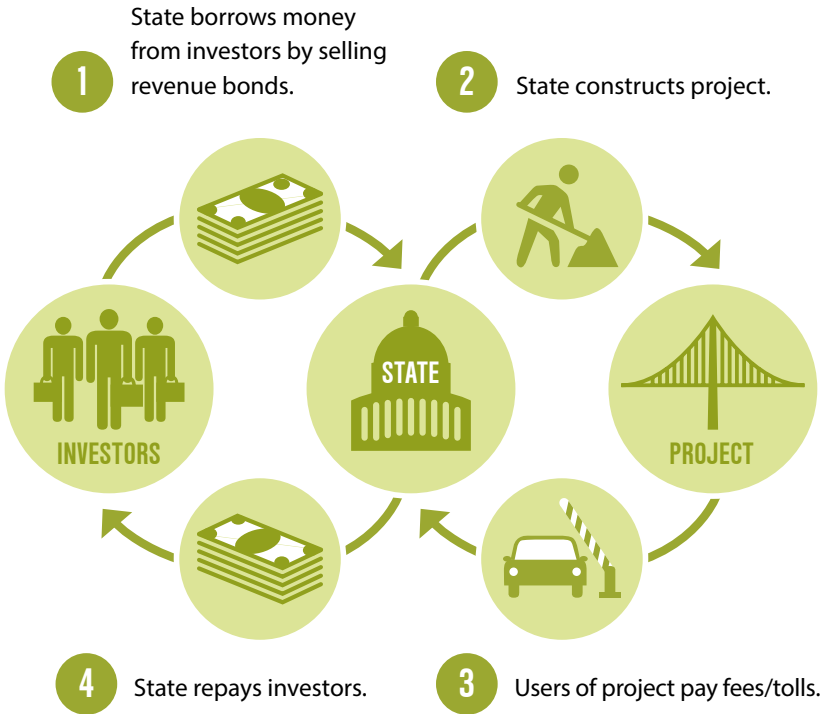 1
State borrows money
from investors by selling
revenue bonds.
2
State constructs project.
INVESTORS
STATE
PROJECT
4
State repays investors.
3
Users of project pay fees/tolls.